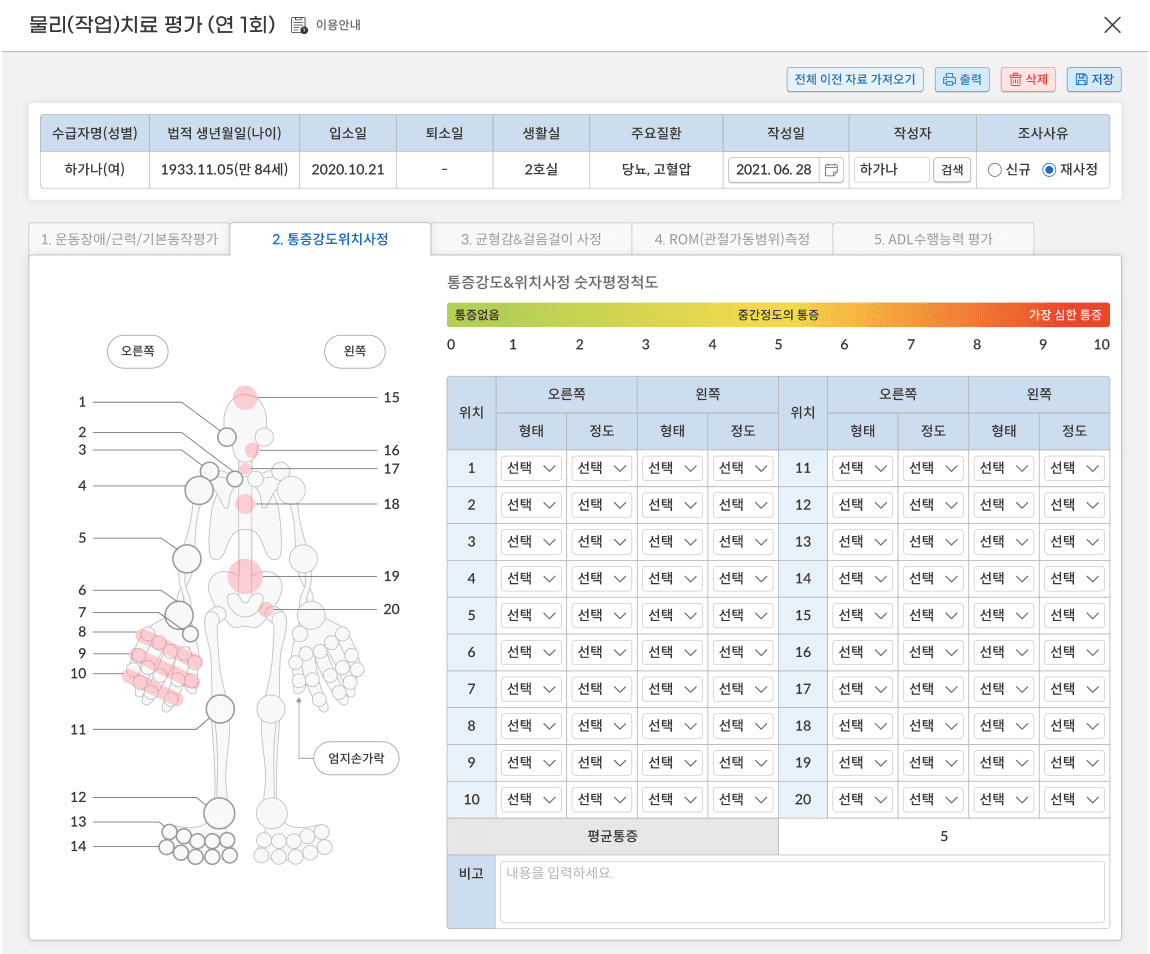 물리(작업)치료 평가 (연 1회) 이용안내
전체 이전 자료 가져오기 출력 삭제 저장
수급자명(성별) 법적 생년월일(나이) 입소일 퇴소일 생활실 주요질환 작성일 작성자 조사사유
하가나(여) 1933.11.05(만 84세) 2020.10.21 - 2호실 당뇨, 고혈압 2021. 06. 28 하가나 검색 신규 재사정
1. 운동장애/근력/기본동작평가 2. 통증강도위치사정 3. 균형감&걸음걸이 사정 4. ROM(관절가동범위)측정 5. ADL수행능력 평가
통증강도&위치사정 숫자평정척도
통증없음 중간정도의 통증 가장 심한 통증
0 1 2 3 4 5 6 7 8 9 10
오른쪽 왼쪽
1
2
3
4
5
6
7
8
9
10
11
12
13
14
15
16
17
18
19
20
엄지손가락
위치 오른쪽 왼쪽 위치 오른쪽 왼쪽
형태 정도 형태 정도 형태 정도 형태 정도
1 선택 선택 선택 선택 11 선택 선택 선택 선택
2 선택 선택 선택 선택 12 선택 선택 선택 선택
3 선택 선택 선택 선택 13 선택 선택 선택 선택
4 선택 선택 선택 선택 14 선택 선택 선택 선택
5 선택 선택 선택 선택 15 선택 선택 선택 선택
6 선택 선택 선택 선택 16 선택 선택 선택 선택
7 선택 선택 선택 선택 17 선택 선택 선택 선택
8 선택 선택 선택 선택 18 선택 선택 선택 선택
9 선택 선택 선택 선택 19 선택 선택 선택 선택
10 선택 선택 선택 선택 20 선택 선택 선택 선택
평균통증 5
비고 내용을 입력하세요.